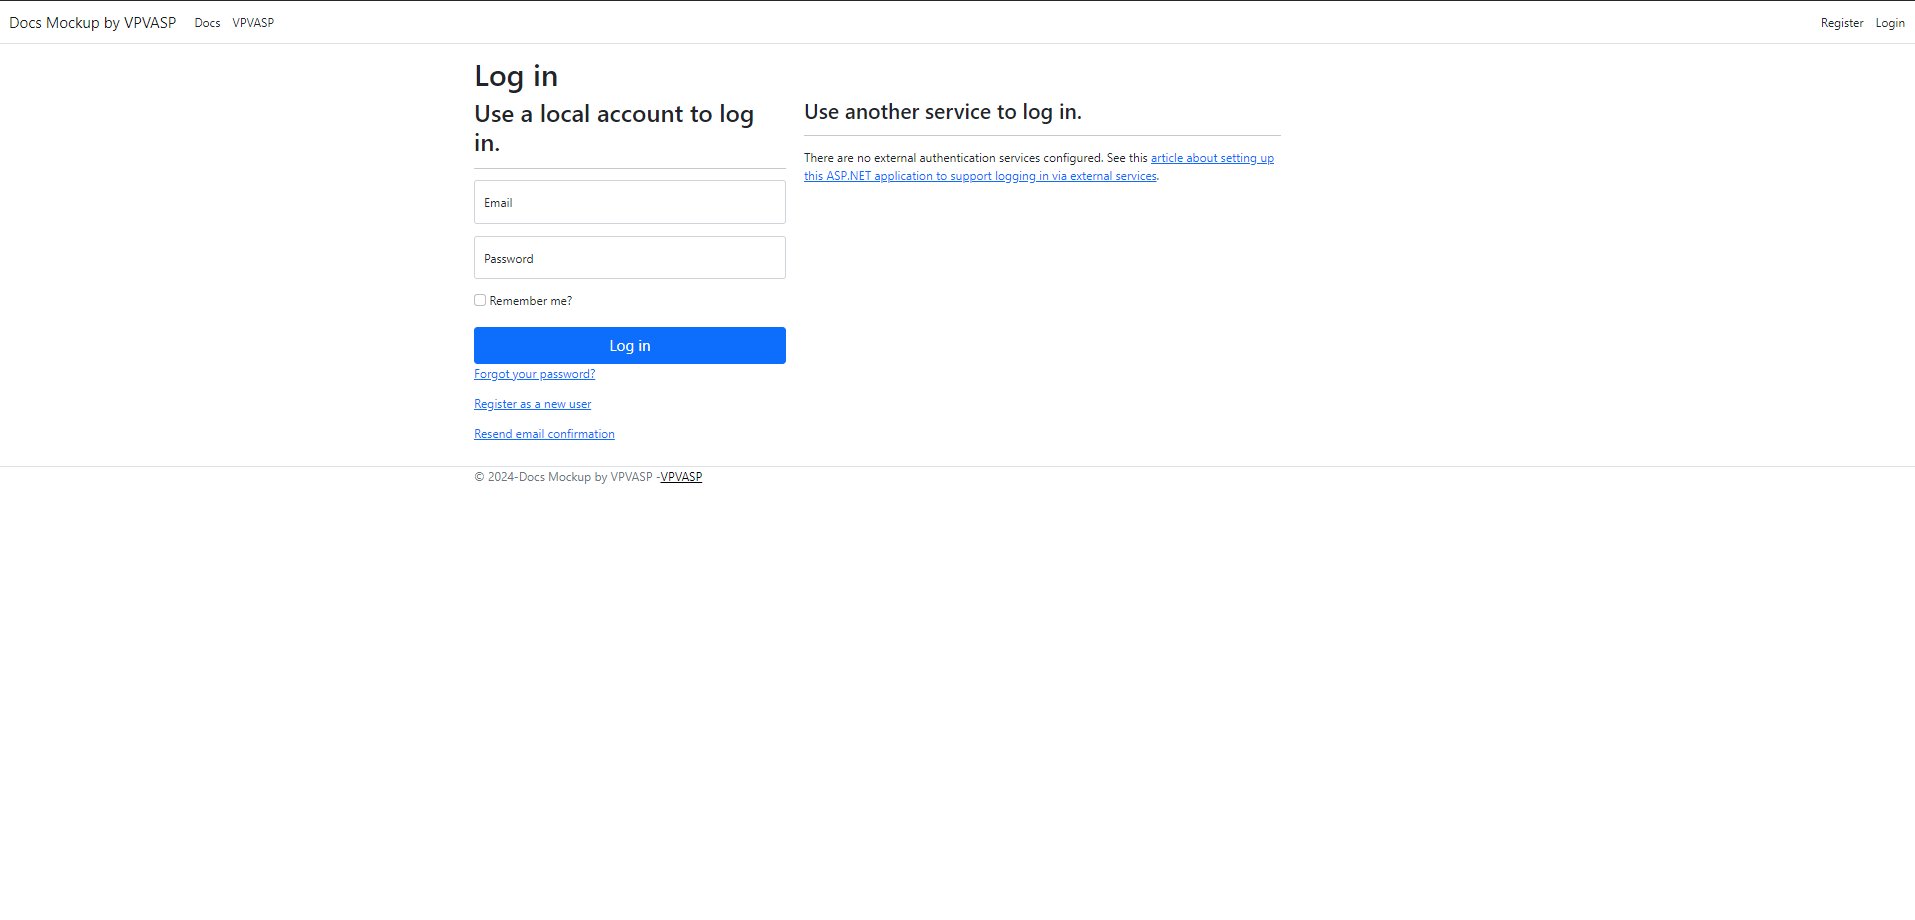 Docs Mockup by VPVASP Docs VPVASP Register Login
Log in
Use a local account to log
in.
Email
Password
Remember me?
Log in
Forgot your password?
Register as a new user
Resend email confirmation
Use another service to log in.
There are no external authentication services configured. See this article about setting up
this ASP.NET application to support logging in via external services.
© 2024-Docs Mockup by VPVASP -VPVASP